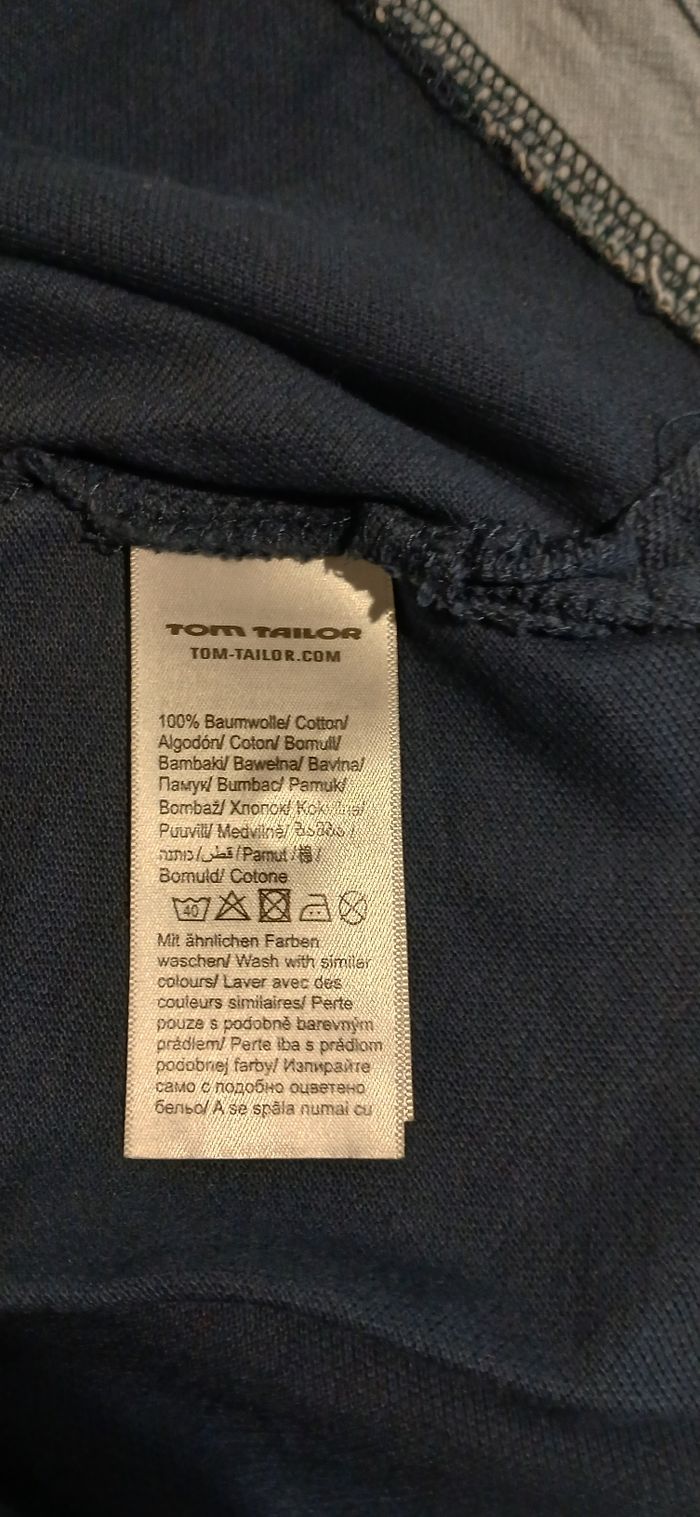 TOM TAILOR
TOM-TAILOR.COM
100% Baumwolle/ Cotton/
Algodón/ Coton/ Bomull/
Bambaki/ Bawełna/ Bavlna/
Памук/ Bumbac/ Pamuk/
Bombaž/ Хлопок/
Puuvill/ Medvilnė/ ბამბა /
כותנה /قطن /Pamut /棉 /
Bomuld/ Cotone
40
Mit ähnlichen Farben
waschen/ Wash with similar
colours/ Laver avec des
couleurs similaires/ Perte
pouze s podobně barevným
prádlem/ Perte iba s prádlom
podobnej farby/ Изпирайте
само с подобно оцветено
бельо/ A se spăla numai cu